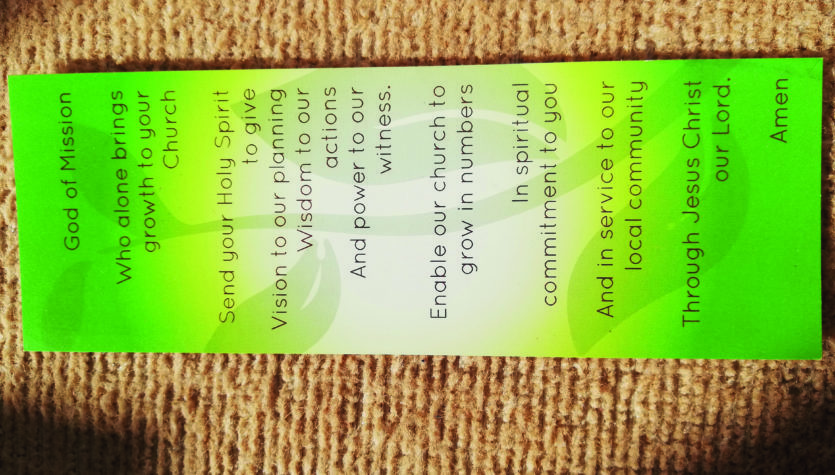 God of Mission
Who alone brings
growth to your
Church
Send your Holy Spirit
to give
Vision to our planning
Wisdom to our
actions
And power to our
witness.
Enable our church to
grow in numbers
In spiritual
commitment to you
And in service to our
local community
Through Jesus Christ
our Lord.
Amen